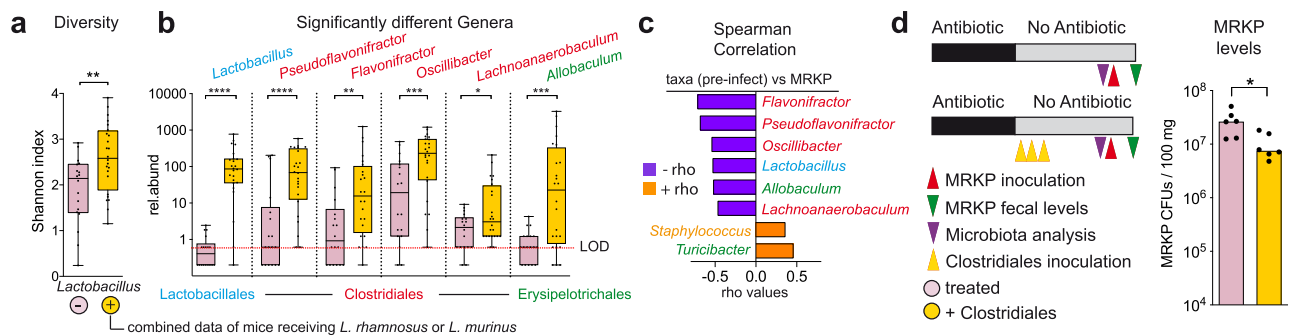 a
Diversity
**
Shannon index
4
3
2
1
0
Lactobacillus
-
+
combined data of mice receiving L. rhamnosus or L. murinus
b
Significantly different Genera
Lactobacillus
Pseudoflavonifractor
Flavonifractor
Oscillibacter
Lachnoanaerobaculum
Allobaculum
**** **** ** *** * ***
rel.abund
10000
1000
100
10
1
LOD
Lactobacillales
Clostridiales
Erysipelotrichales
c
Spearman
Correlation
taxa (pre-infect) vs MRKP
Flavonifractor
Pseudoflavonifractor
Oscillibacter
Lactobacillus
Allobaculum
Lachnoanaerobaculum
Staphylococcus
Turicibacter
- rho
+ rho
-0.5 0.0 0.5
rho values
d
Antibiotic No Antibiotic
Antibiotic No Antibiotic
MRKP inoculation
MRKP fecal levels
Microbiota analysis
Clostridiales inoculation
treated
+ Clostridiales
MRKP
levels
*
MRKP CFUs / 100 mg
10⁸
10⁷
10⁶
10⁵
10⁴